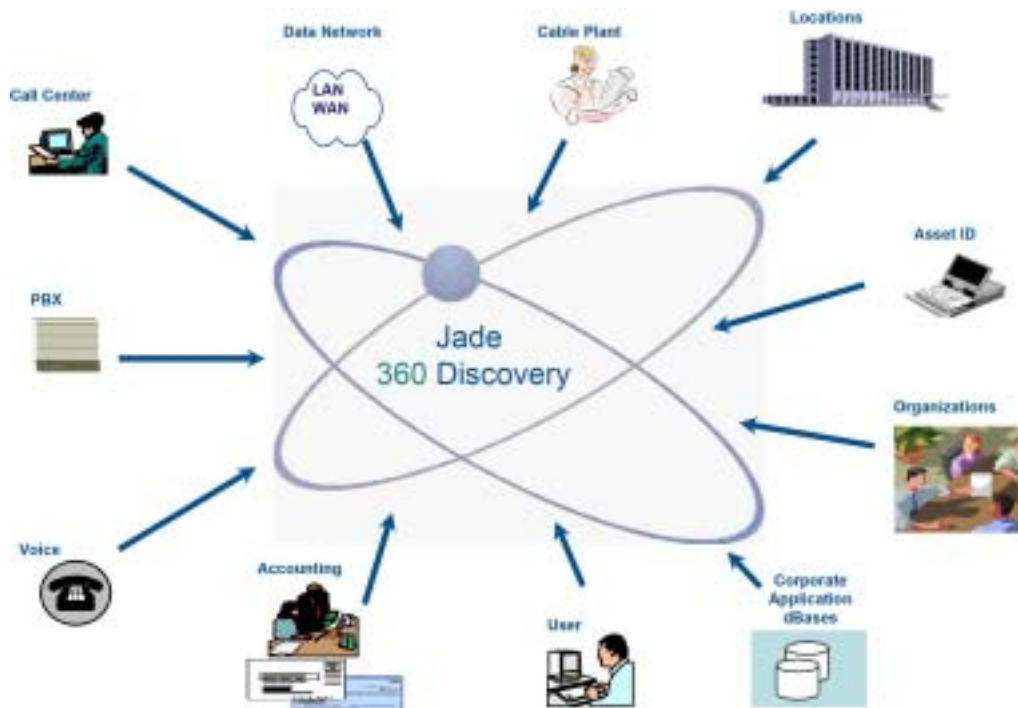 Locations
Data Network
Cable Plant
Call Center
LAN
WAN
Asset ID
PBX
Jade
360 Discovery
Organizations
Voice
Accounting
User
Corporate
Application
dBases